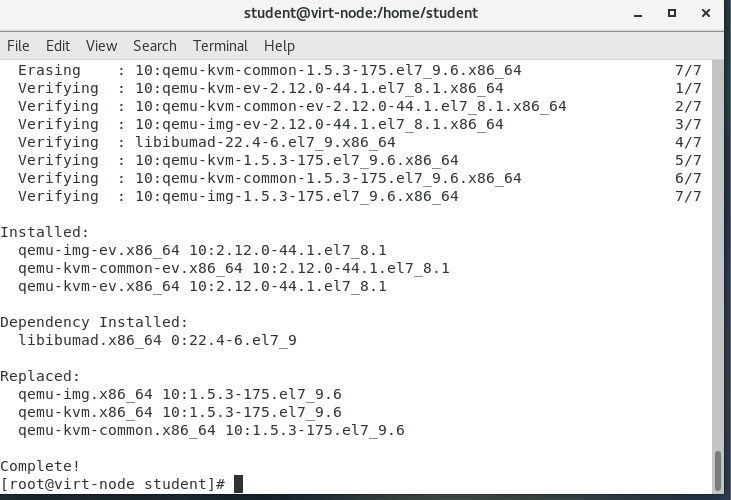 student@virt-node:/home/student
File Edit View Search Terminal Help
  Erasing    : 10:qemu-kvm-common-1.5.3-175.el7_9.6.x86_64                 7/7
  Verifying  : 10:qemu-kvm-ev-2.12.0-44.1.el7_8.1.x86_64                   1/7
  Verifying  : 10:qemu-kvm-common-ev-2.12.0-44.1.el7_8.1.x86_64            2/7
  Verifying  : 10:qemu-img-ev-2.12.0-44.1.el7_8.1.x86_64                   3/7
  Verifying  : libibumad-22.4-6.el7_9.x86_64                               4/7
  Verifying  : 10:qemu-kvm-1.5.3-175.el7_9.6.x86_64                        5/7
  Verifying  : 10:qemu-kvm-common-1.5.3-175.el7_9.6.x86_64                 6/7
  Verifying  : 10:qemu-img-1.5.3-175.el7_9.6.x86_64                        7/7

Installed:
  qemu-img-ev.x86_64 10:2.12.0-44.1.el7_8.1
  qemu-kvm-common-ev.x86_64 10:2.12.0-44.1.el7_8.1
  qemu-kvm-ev.x86_64 10:2.12.0-44.1.el7_8.1

Dependency Installed:
  libibumad.x86_64 0:22.4-6.el7_9

Replaced:
  qemu-img.x86_64 10:1.5.3-175.el7_9.6
  qemu-kvm.x86_64 10:1.5.3-175.el7_9.6
  qemu-kvm-common.x86_64 10:1.5.3-175.el7_9.6

Complete!
[root@virt-node student]#